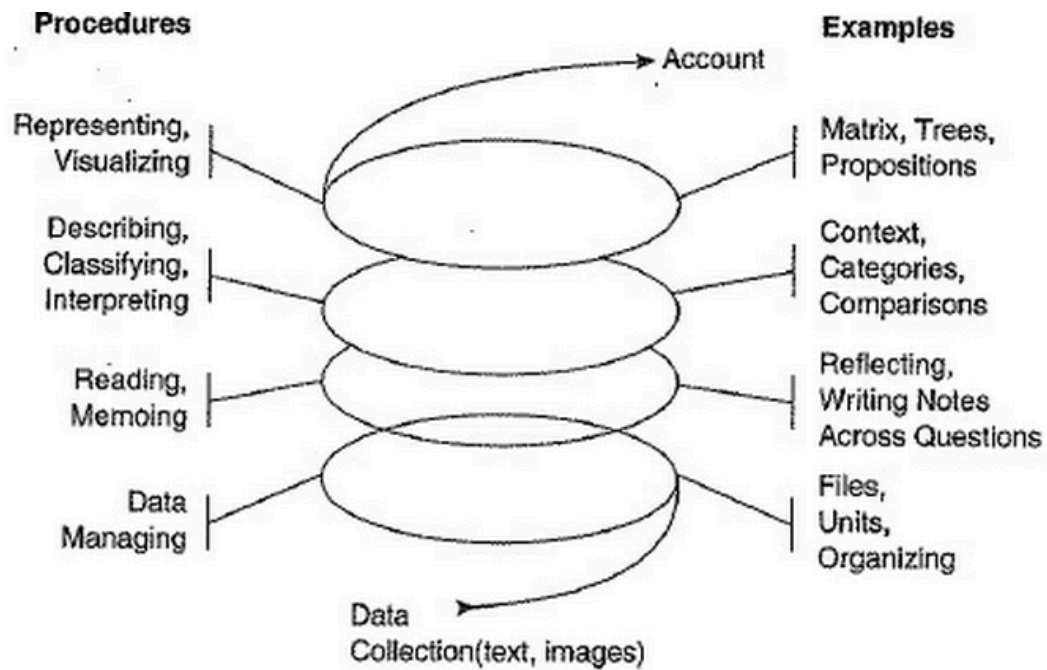 Procedures
Examples
Account
Representing,
Visualizing
Matrix, Trees,
Propositions
Describing,
Classifying,
Interpreting
Context,
Categories,
Comparisons
Reading,
Memoing
Reflecting,
Writing Notes
Across Questions
Data
Managing
Files,
Units,
Organizing
Data
Collection(text, images)